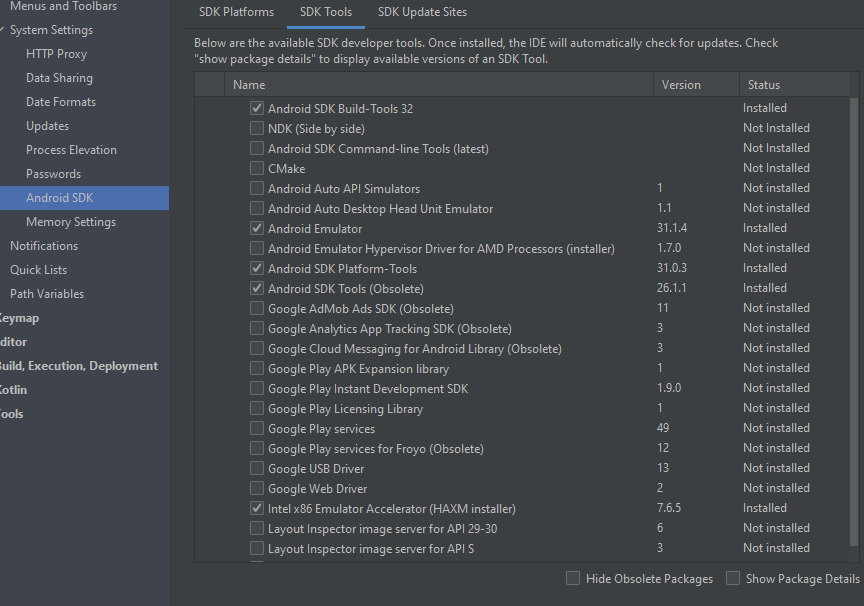 Menus and Toolbars
System Settings
HTTP Proxy
Data Sharing
Date Formats
Updates
Process Elevation
Passwords
Android SDK
Memory Settings
Notifications
Quick Lists
Path Variables
Keymap
ditor
Build, Execution, Deployment
Kotlin
ools
SDK Platforms SDK Tools SDK Update Sites
Below are the available SDK developer tools. Once installed, the IDE will automatically check for updates. Check
"show package details" to display available versions of an SDK Tool.
Name Version Status
Android SDK Build-Tools 32 Installed
NDK (Side by side) Not Installed
Android SDK Command-line Tools (latest) Not Installed
CMake Not Installed
Android Auto API Simulators 1 Not installed
Android Auto Desktop Head Unit Emulator 1.1 Not installed
Android Emulator 31.1.4 Installed
Android Emulator Hypervisor Driver for AMD Processors (installer) 1.7.0 Not installed
Android SDK Platform-Tools 31.0.3 Installed
Android SDK Tools (Obsolete) 26.1.1 Installed
Google AdMob Ads SDK (Obsolete) 11 Not installed
Google Analytics App Tracking SDK (Obsolete) 3 Not installed
Google Cloud Messaging for Android Library (Obsolete) 3 Not installed
Google Play APK Expansion library 1 Not installed
Google Play Instant Development SDK 1.9.0 Not installed
Google Play Licensing Library 1 Not installed
Google Play services 49 Not installed
Google Play services for Froyo (Obsolete) 12 Not installed
Google USB Driver 13 Not installed
Google Web Driver 2 Not installed
Intel x86 Emulator Accelerator (HAXM installer) 7.6.5 Installed
Layout Inspector image server for API 29-30 6 Not installed
Layout Inspector image server for API S 3 Not installed
Hide Obsolete Packages Show Package Details